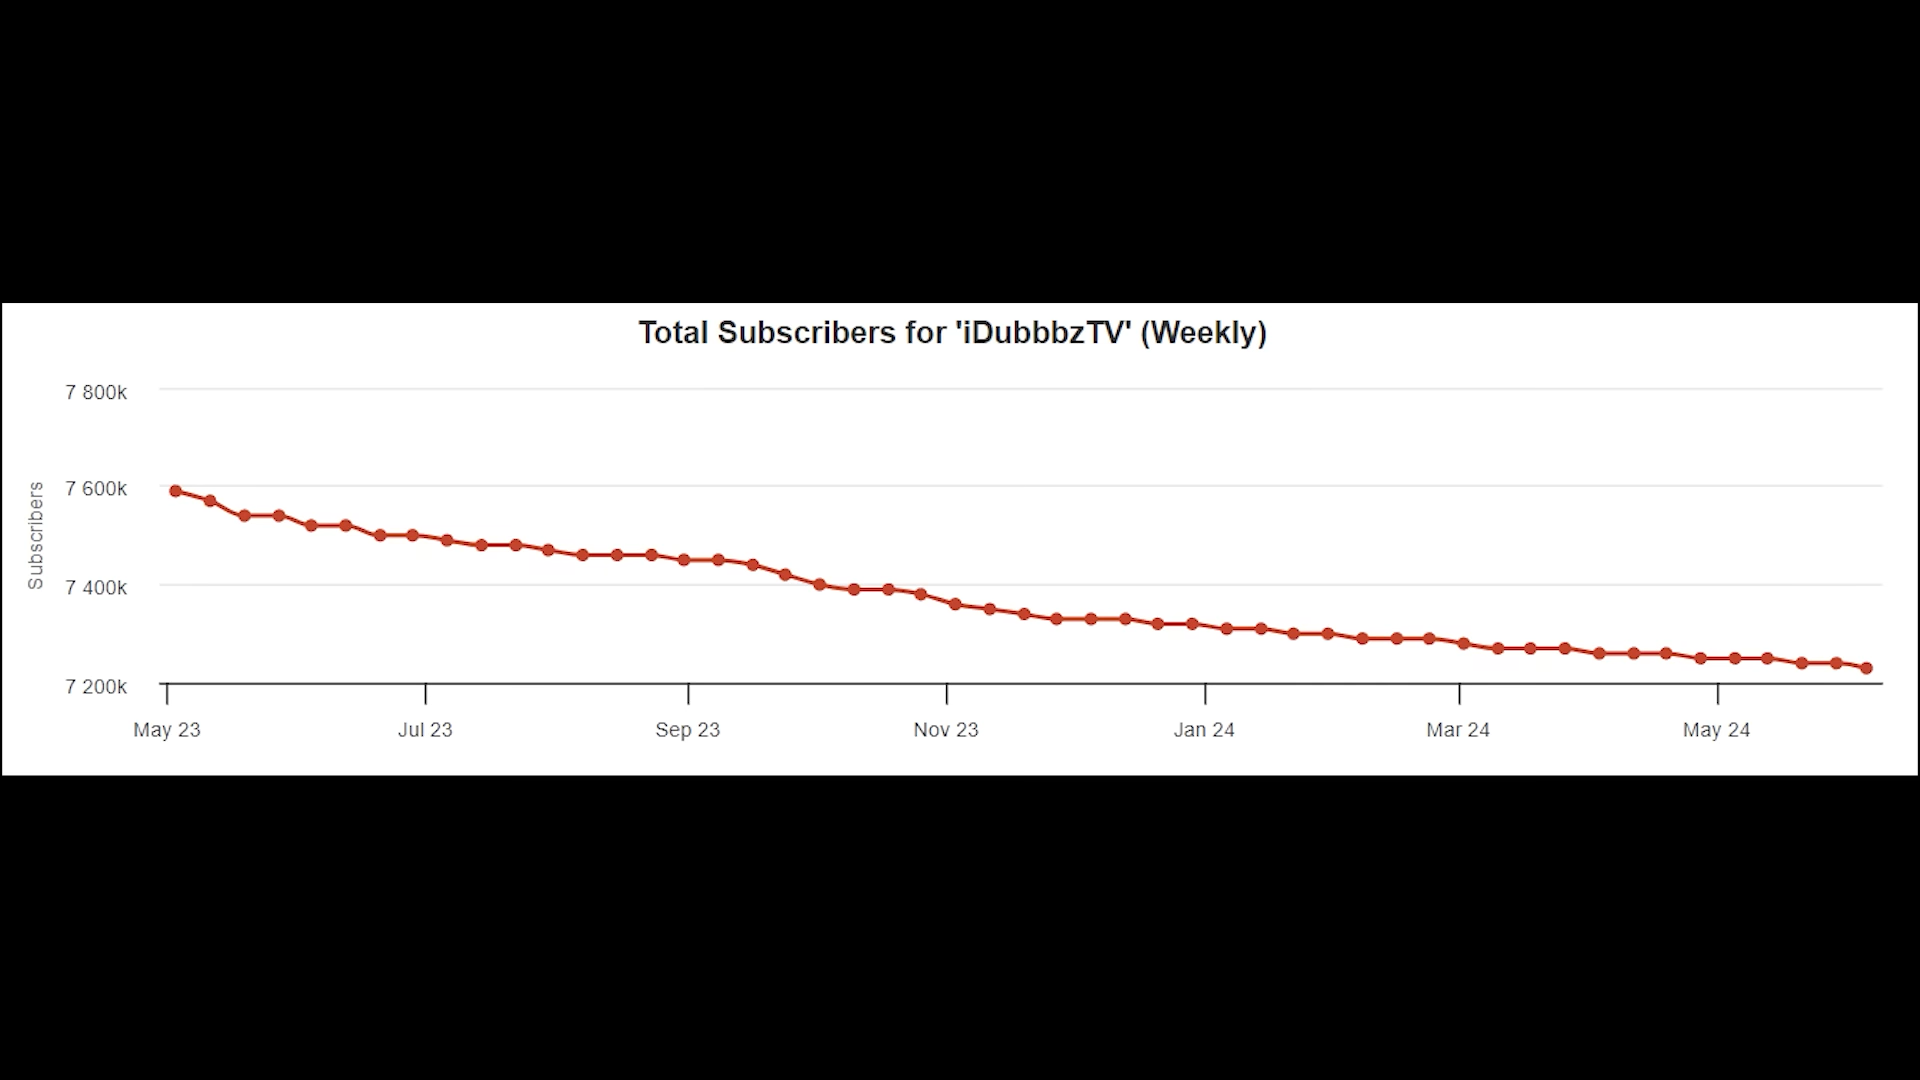 Total Subscribers for 'iDubbbzTV' (Weekly)
Subscribers
7 800k
7 600k
7 400k
7 200k
May 23 Jul 23 Sep 23 Nov 23 Jan 24 Mar 24 May 24